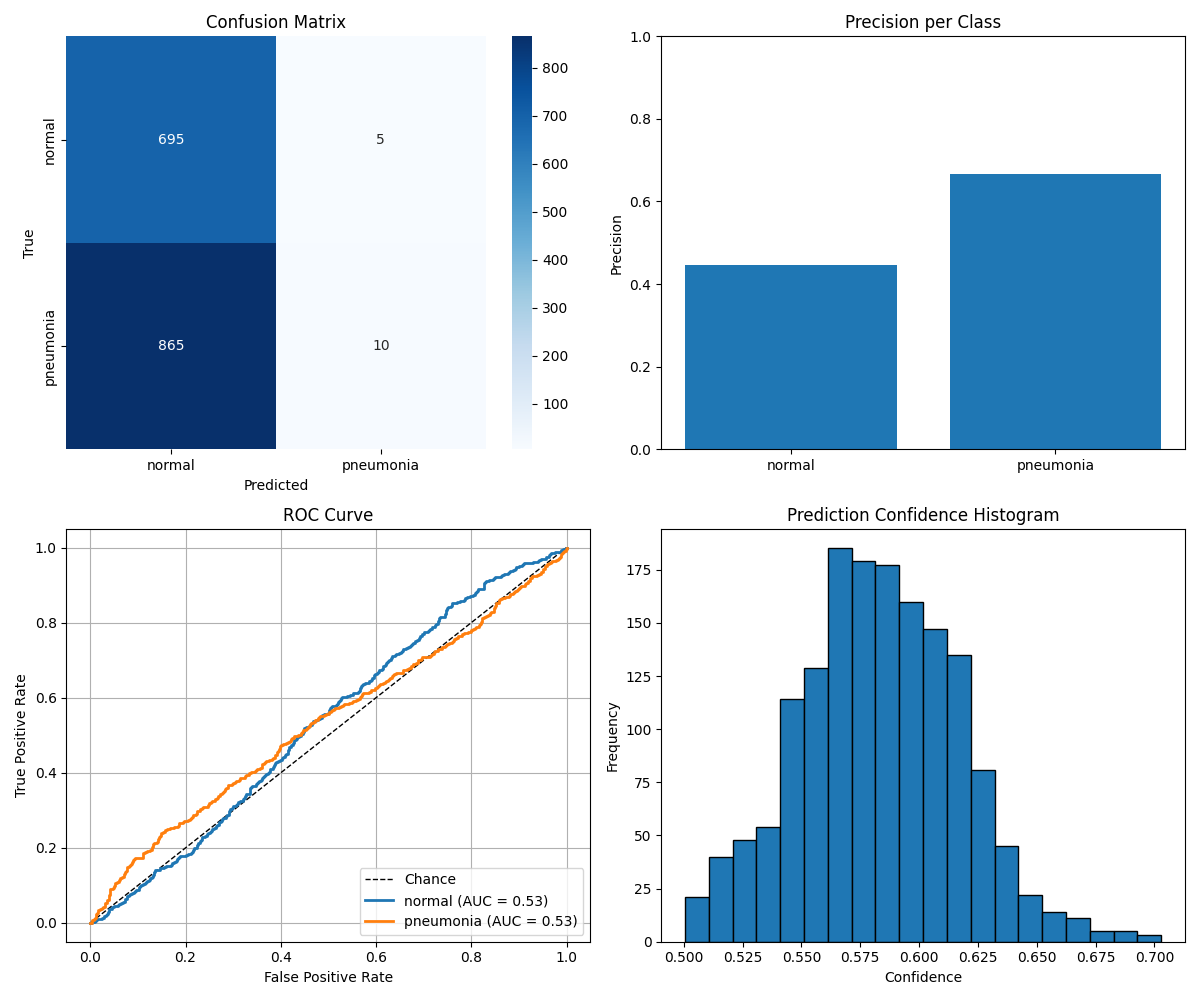 Confusion Matrix
normal
pneumonia
True
695
5
865
10
normal
pneumonia
Predicted
800
700
600
500
400
300
200
100
Precision per Class
1.0
0.8
0.6
0.4
0.2
0.0
Precision
normal
pneumonia
ROC Curve
1.0
0.8
0.6
0.4
0.2
0.0
True Positive Rate
Chance
normal (AUC = 0.53)
pneumonia (AUC = 0.53)
0.0 0.2 0.4 0.6 0.8 1.0
False Positive Rate
Prediction Confidence Histogram
175
150
125
100
75
50
25
0
Frequency
0.500 0.525 0.550 0.575 0.600 0.625 0.650 0.675 0.700
Confidence